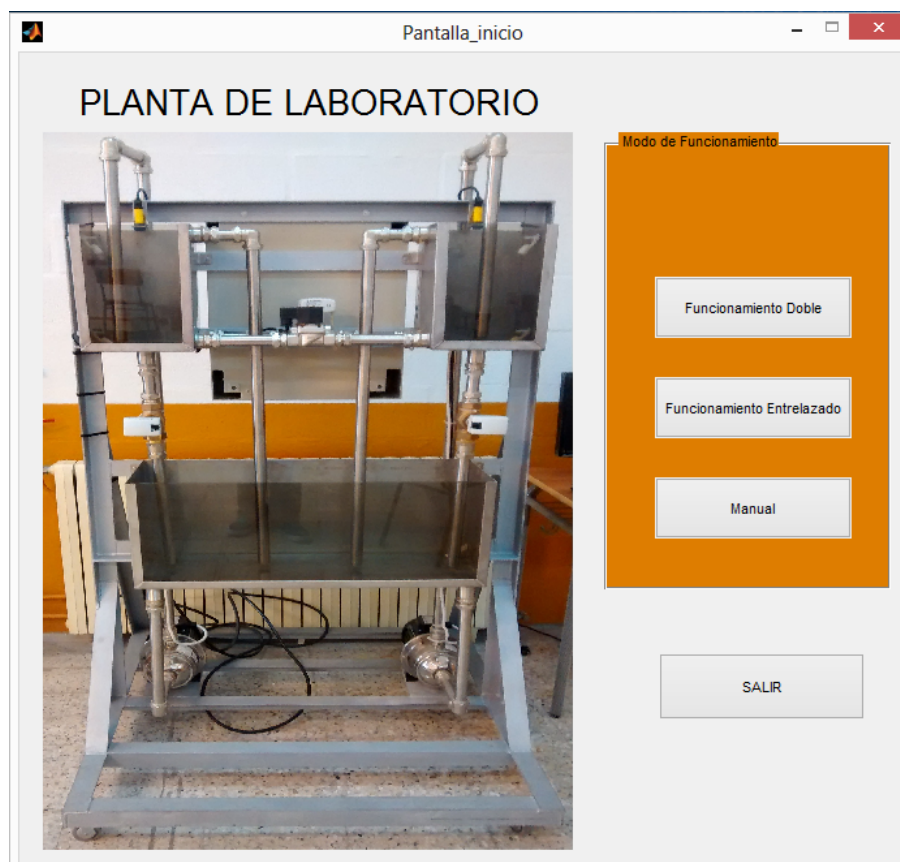 Pantalla_inicio
PLANTA DE LABORATORIO
Modo de Funcionamiento
Funcionamiento Doble
Funcionamiento Entrelazado
Manual
SALIR